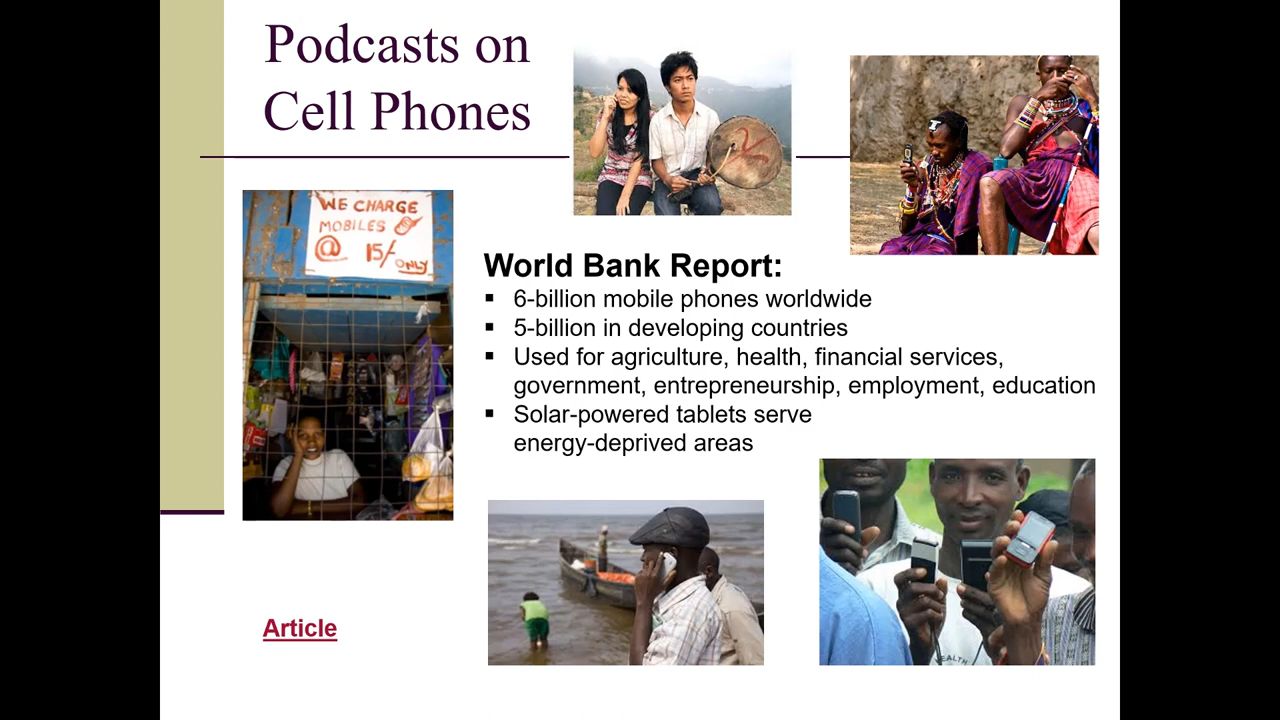 Podcasts on
Cell Phones
WE CHARGE
MOBILES
@ 15/-
ONLY
World Bank Report:
▪ 6-billion mobile phones worldwide
▪ 5-billion in developing countries
▪ Used for agriculture, health, financial services,
government, entrepreneurship, employment, education
▪ Solar-powered tablets serve
energy-deprived areas
Article